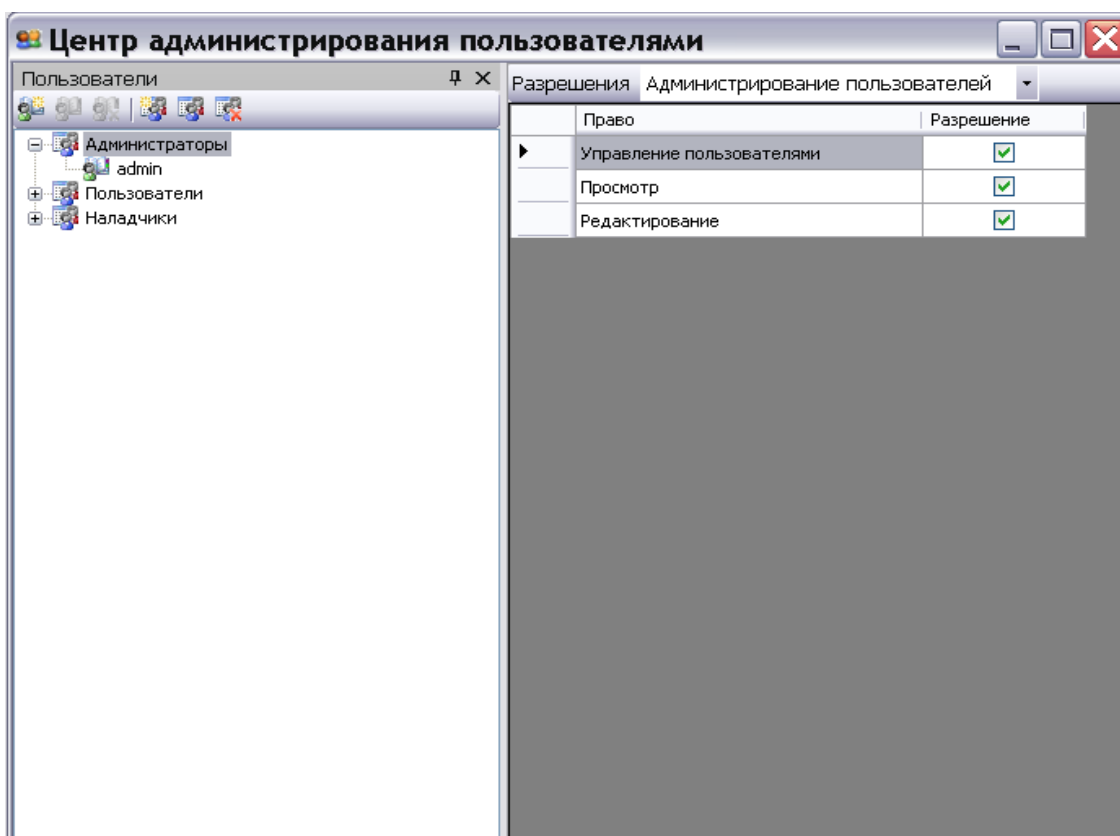 Центр администрирования пользователями
Пользователи
Разрешения Администрирование пользователей
Администраторы
admin
Пользователи
Наладчики
Право Разрешение
Управление пользователями
Просмотр
Редактирование